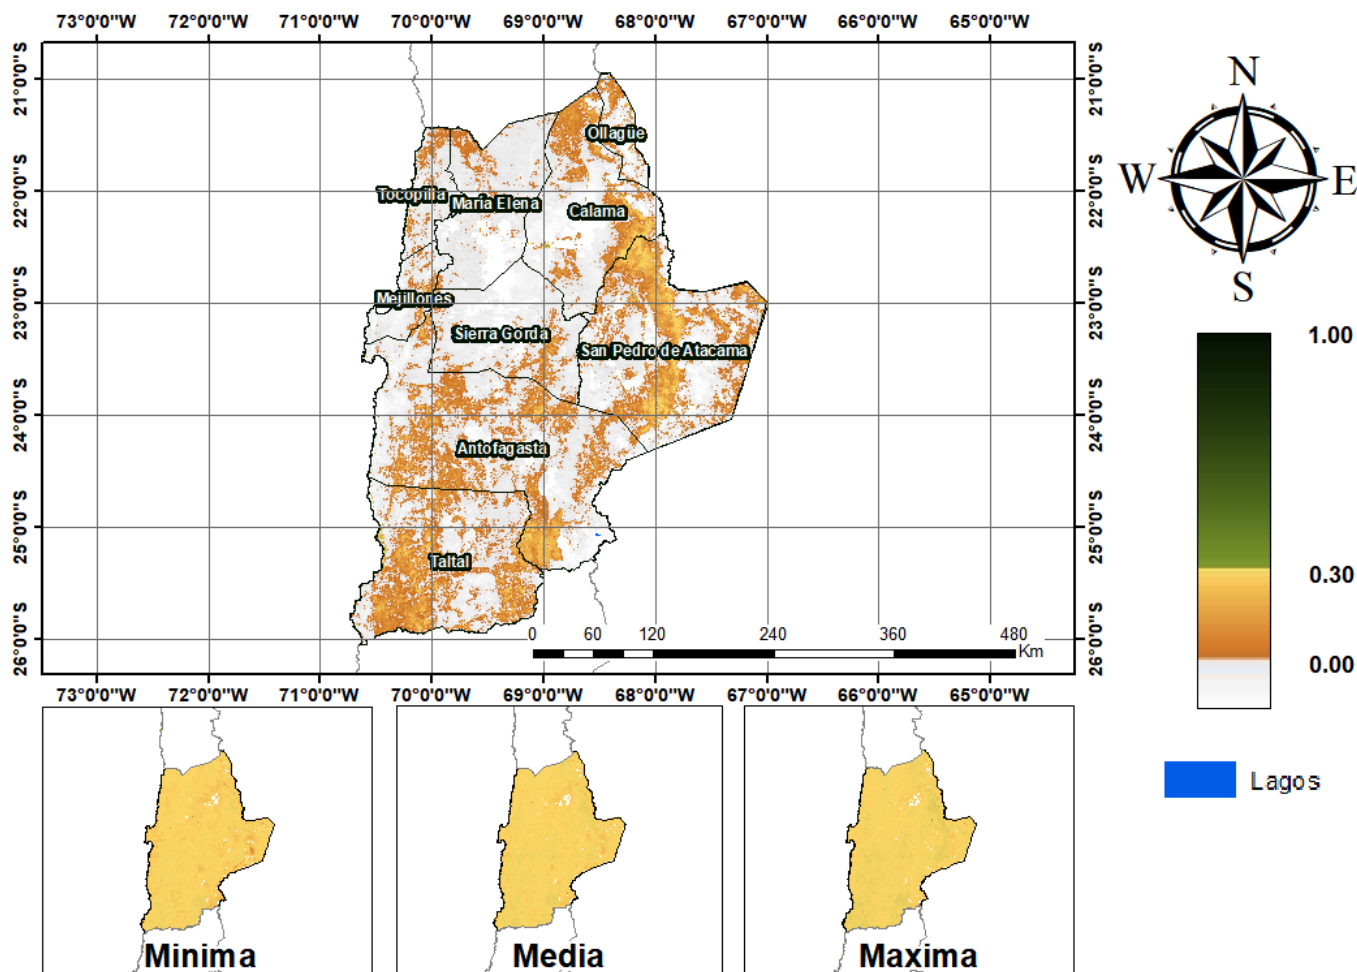 73°0'0"W 72°0'0"W 71°0'0"W 70°0'0"W 69°0'0"W 68°0'0"W 67°0'0"W 66°0'0"W 65°0'0"W
21°0'0"S 21°0'0"S
22°0'0"S 22°0'0"S
23°0'0"S 23°0'0"S
24°0'0"S 24°0'0"S
25°0'0"S 25°0'0"S
26°0'0"S 26°0'0"S
Ollagüe
Tocopilla
María Elena
Calama
Mejillones
Sierra Gorda
San Pedro de Atacama
Antofagasta
Taltal
0 60 120 240 360 480
Km
73°0'0"W 72°0'0"W 71°0'0"W 70°0'0"W 69°0'0"W 68°0'0"W 67°0'0"W 66°0'0"W 65°0'0"W
N
W E
S
1.00
0.30
0.00
Lagos
Minima
Media
Maxima